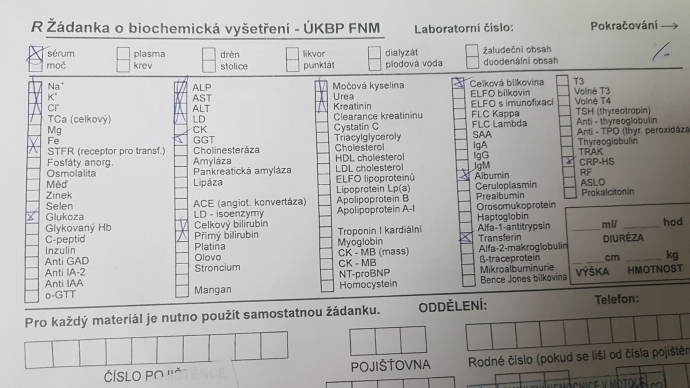 R Žádanka o biochemická vyšetření - ÚKBP FNM
Laboratorní číslo:
Pokračování →
sérum
plasma
drén
likvor
dialyzát
žaludeční obsah
moč
krev
stolice
punktát
plodová voda
duodenální obsah
Na+
K+
Cl-
TCa (celkový)
Mg
Fe
STFR (receptor pro transf.)
Fosfáty anorg.
Osmolalita
Měď
Zinek
Selen
Glukoza
Glykovaný Hb
C-peptid
Inzulin
Anti GAD
Anti IA-2
Anti IAA
o-GTT
ALP
AST
ALT
LD
CK
GGT
Cholinesteráza
Amyláza
Pankreatická amyláza
Lipáza
ACE (angiot. konvertáza)
LD - isoenzymy
Celkový bilirubin
Přímý bilirubin
Platina
Olovo
Stroncium
Mangan
Močová kyselina
Urea
Kreatinin
Clearance kreatininu
Cystatin C
Triacylglyceroly
Cholesterol
HDL cholesterol
LDL cholesterol
ELFO lipoproteinů
Lipoprotein Lp(a)
Apolipoprotein B
Apolipoprotein A-I
Troponin I kardiální
Myoglobin
CK - MB (mass)
CK - MB
NT-proBNP
Homocystein
Celková bílkovina
ELFO bílkovin
ELFO s imunofixací
FLC Kappa
FLC Lambda
SAA
IgA
IgG
IgM
Albumin
Ceruloplasmin
Prealbumin
Orosomukoprotein
Haptoglobin
Alfa-1-antitrypsin
Transferin
Alfa-2-makroglobulin
ß-traceprotein
Mikroalbuminurie
Bence Jones bílkovina
T3
Volné T3
Volné T4
TSH (thyreotropin)
Anti - thyreoglobulin
Anti - TPO (thyr. peroxidáza
Thyreoglobulin
TRAK
CRP-HS
RF
ASLO
Prokalcitonin
ml/ hod
DIURÉZA
cm kg
VÝŠKA HMOTNOST
Pro každý materiál je nutno použít samostatnou žádanku.
ODDĚLENÍ:
Telefon:
ČÍSLO
POJIŠŤOVNA
Rodné číslo (pokud se liší od čísla pojištěn